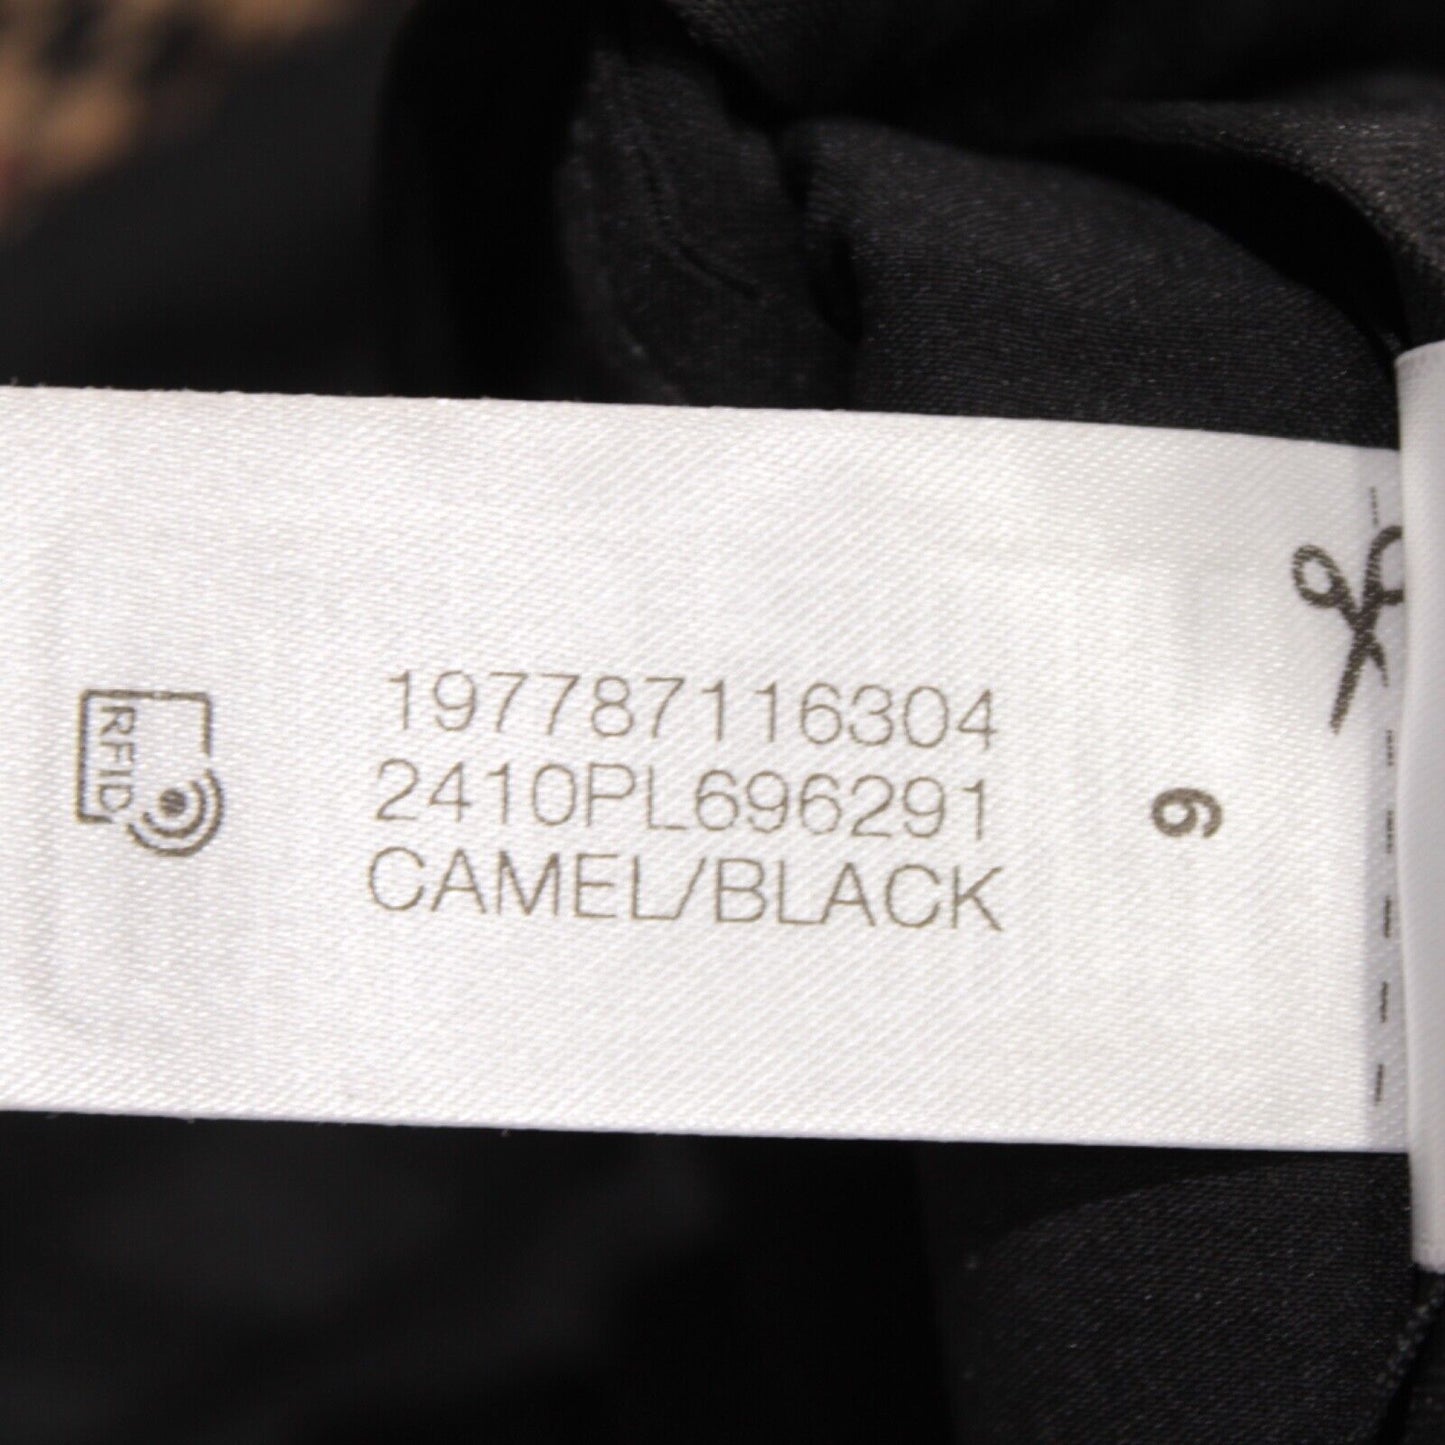 RFID
197787116304
2410PL696291
CAMEL/BLACK
6